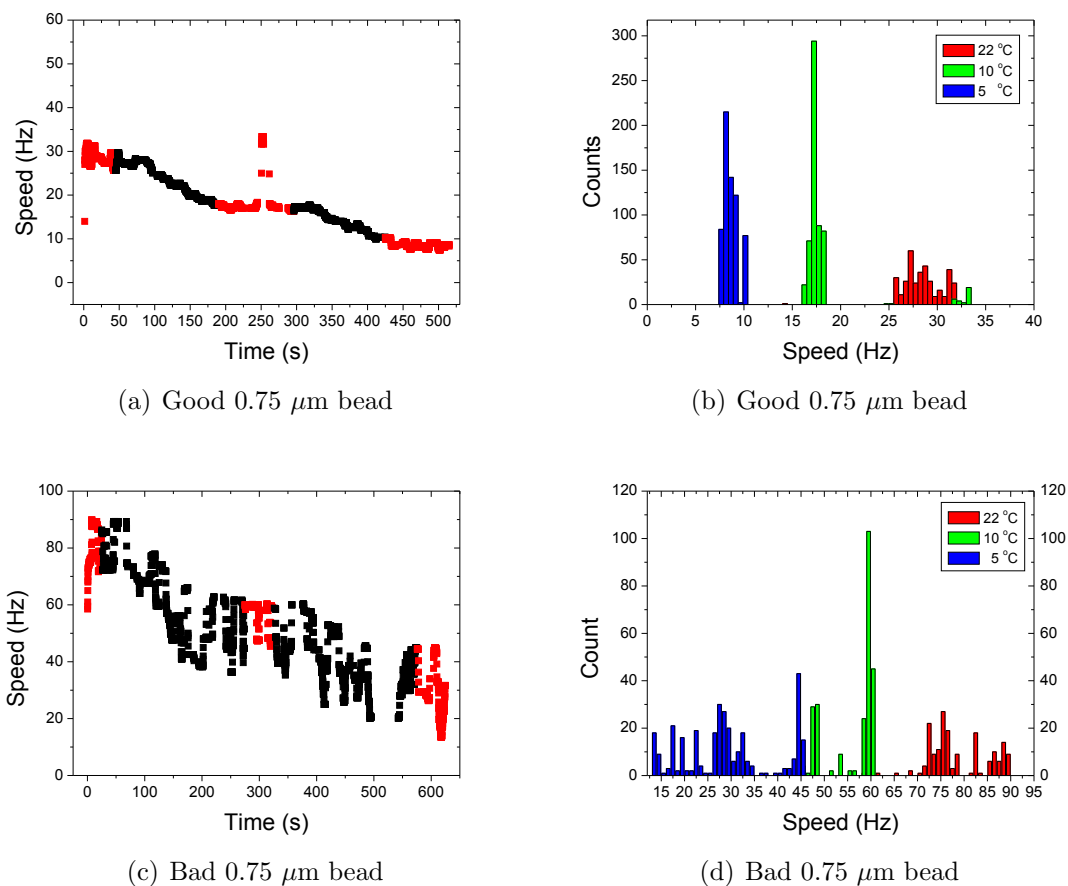 60
50
40
30
20
10
0
Speed (Hz)
0 50 100 150 200 250 300 350 400 450 500
Time (s)
(a) Good 0.75 μm bead
300
250
200
150
100
50
0
Counts
22 °C
10 °C
5 °C
0 5 10 15 20 25 30 35 40
Speed (Hz)
(b) Good 0.75 μm bead
100
80
60
40
20
0
Speed (Hz)
0 100 200 300 400 500 600
Time (s)
(c) Bad 0.75 μm bead
120 120
100 100
80 80
60 60
40 40
20 20
0 0
Count
22 °C
10 °C
5 °C
15 20 25 30 35 40 45 50 55 60 65 70 75 80 85 90 95
Speed (Hz)
(d) Bad 0.75 μm bead